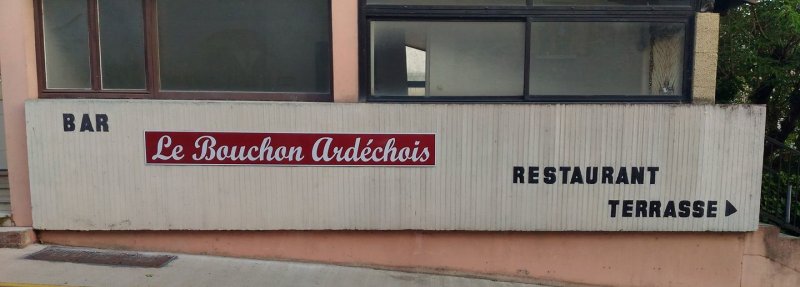 BAR
Le Bouchon Ardéchois
RESTAURANT
TERRASSE